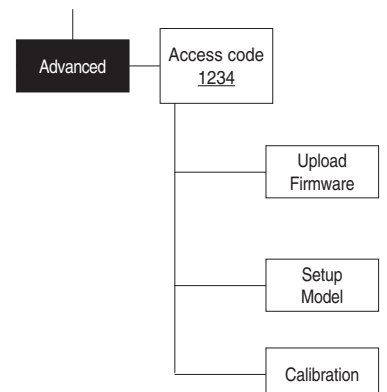 Advanced
Access code
1234
Upload
Firmware
Setup
Model
Calibration